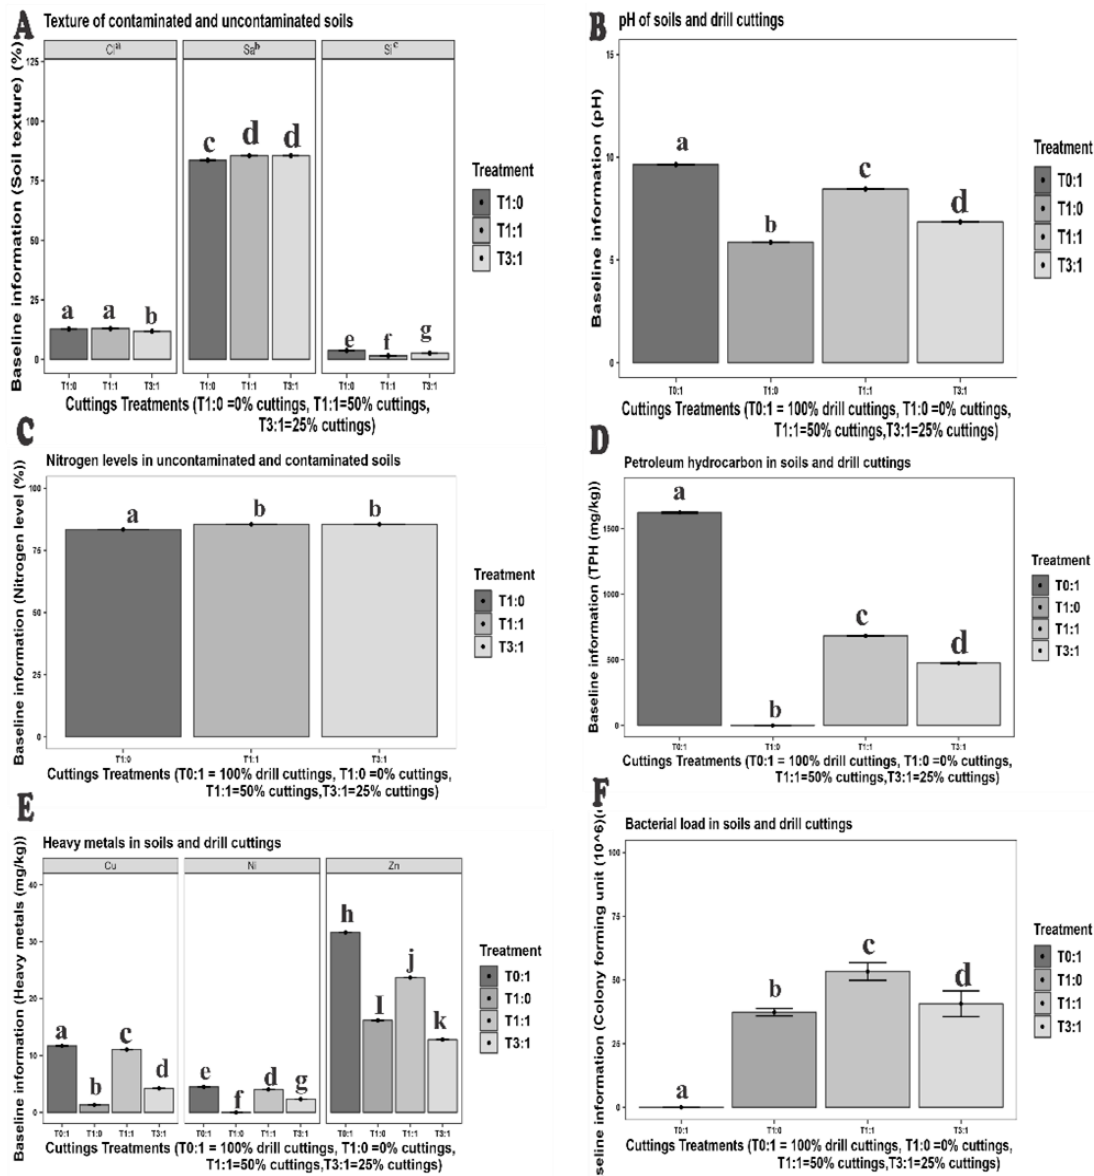 A
Texture of contaminated and uncontaminated soils
Cl a
Sa b
Si c
Baseline information (Soil texture) (%)
125
100
75
50
25
0
c d d
a a b
e f g
T1:0 T1:1 T3:1
T1:0 T1:1 T3:1
T1:0 T1:1 T3:1
Cuttings Treatments (T1:0 =0% cuttings, T1:1=50% cuttings,
T3:1=25% cuttings)
Treatment
T1:0
T1:1
T3:1
B
pH of soils and drill cuttings
Baseline information (pH)
15
10
5
0
a
b
c
d
T0:1 T1:0 T1:1 T3:1
Cuttings Treatments (T0:1 = 100% drill cuttings, T1:0 =0% cuttings,
T1:1=50% cuttings,T3:1=25% cuttings)
Treatment
T0:1
T1:0
T1:1
T3:1
C
Nitrogen levels in uncontaminated and contaminated soils
Baseline information (Nitrogen level (%))
100
75
50
25
0
a b b
T1:0 T1:1 T3:1
Cuttings Treatments (T0:1 = 100% drill cuttings, T1:0 =0% cuttings,
T1:1=50% cuttings,T3:1=25% cuttings)
Treatment
T1:0
T1:1
T3:1
D
Petroleum hydrocarbon in soils and drill cuttings
Baseline information (TPH (mg/kg))
1500
1000
500
0
a
b
c
d
T0:1 T1:0 T1:1 T3:1
Cuttings Treatments (T0:1 = 100% drill cuttings, T1:0 =0% cuttings,
T1:1=50% cuttings,T3:1=25% cuttings)
Treatment
T0:1
T1:0
T1:1
T3:1
E
Heavy metals in soils and drill cuttings
Cu
Ni
Zn
Baseline information (Heavy metals (mg/kg))
40
30
20
10
0
a b c d
e f d g
h I j k
T0:1 T1:0 T1:1 T3:1
T0:1 T1:0 T1:1 T3:1
T0:1 T1:0 T1:1 T3:1
Cuttings Treatments (T0:1 = 100% drill cuttings, T1:0 =0% cuttings,
T1:1=50% cuttings,T3:1=25% cuttings)
Treatment
T0:1
T1:0
T1:1
T3:1
F
Bacterial load in soils and drill cuttings
seline information (Colony forming unit (10^6)(
100
75
50
25
0
a
b
c
d
T0:1 T1:0 T1:1 T3:1
Cuttings Treatments (T0:1 = 100% drill cuttings, T1:0 =0% cuttings,
T1:1=50% cuttings,T3:1=25% cuttings)
Treatment
T0:1
T1:0
T1:1
T3:1